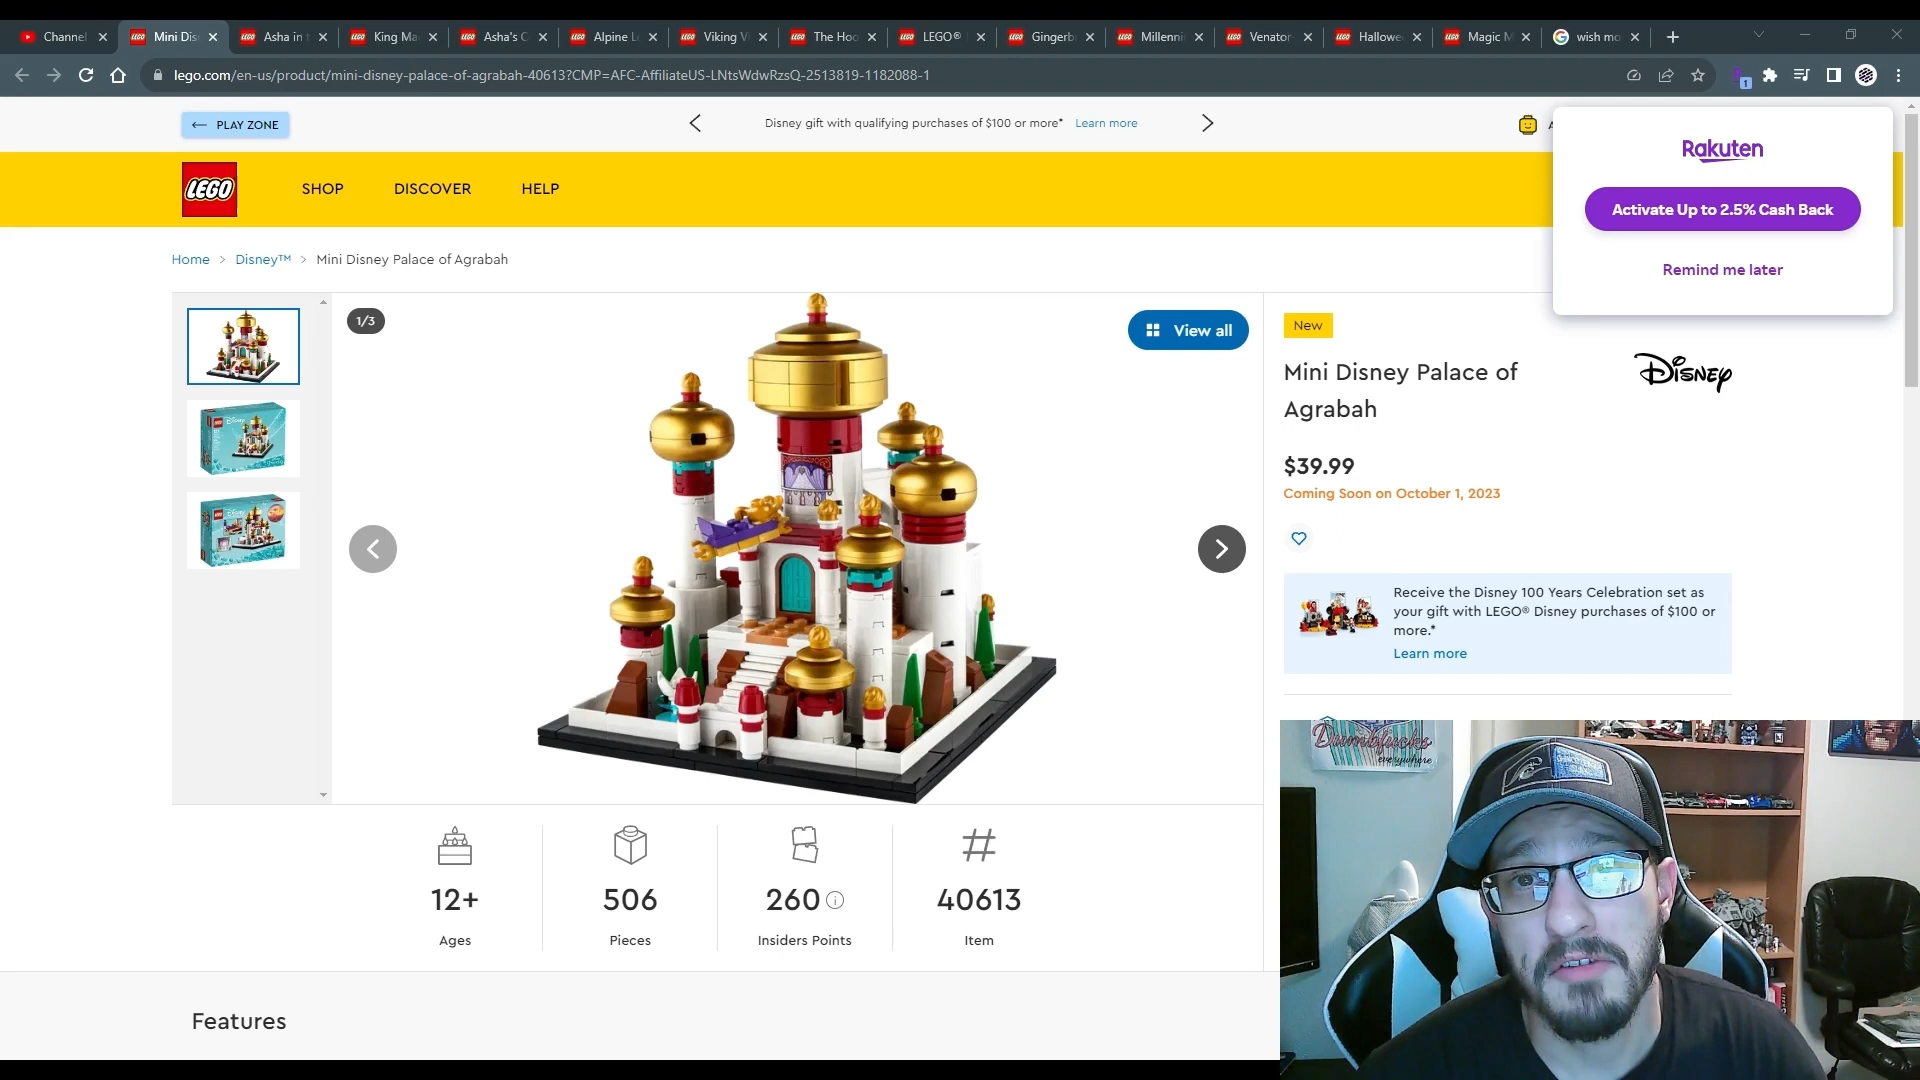 Channel
Mini Dis
Asha in t
King Ma
Asha's C
Alpine L
Viking V
The Hoo
LEGO®
Gingerb
Millenni
Venator-
Hallowe
Magic M
wish mo
lego.com/en-us/product/mini-disney-palace-of-agrabah-40613?CMP=AFC-AffiliateUS-LNtsWdwRzsQ-2513819-1182088-1
1
PLAY ZONE
Disney gift with qualifying purchases of $100 or more* Learn more
Rakuten
Activate Up to 2.5% Cash Back
Remind me later
LEGO
SHOP
DISCOVER
HELP
Home > Disney™ > Mini Disney Palace of Agrabah
1/3
View all
New
Mini Disney Palace of
Agrabah
Disney
$39.99
Coming Soon on October 1, 2023
Receive the Disney 100 Years Celebration set as
your gift with LEGO® Disney purchases of $100 or
more.*
Learn more
12+
Ages
506
Pieces
260
Insiders Points
40613
Item
Features
Dumbfucks
everywhere